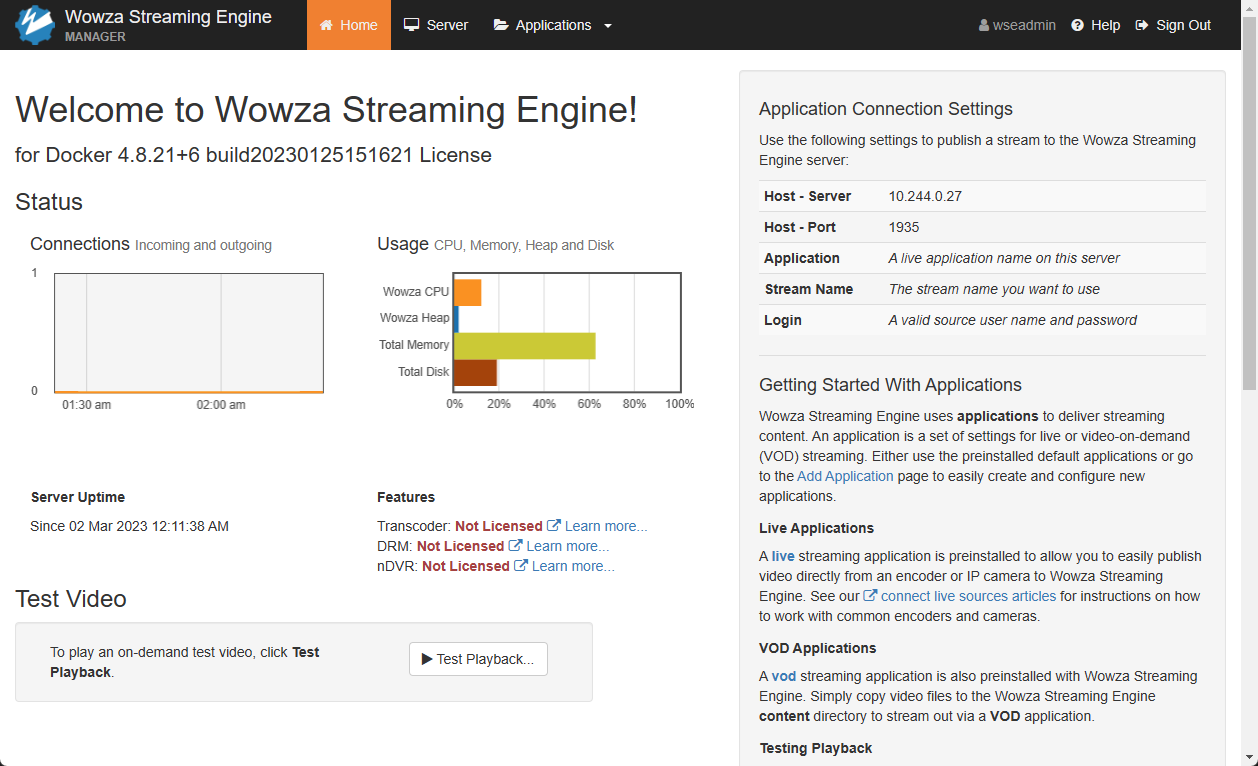 Wowza Streaming Engine
MANAGER
Home
Server
Applications
wseadmin
Help
Sign Out
Welcome to Wowza Streaming Engine!
for Docker 4.8.21+6 build20230125151621 License
Status
Connections Incoming and outgoing
1
0
01:30 am
02:00 am
Usage CPU, Memory, Heap and Disk
Wowza CPU
Wowza Heap
Total Memory
Total Disk
0% 20% 40% 60% 80% 100%
Server Uptime
Since 02 Mar 2023 12:11:38 AM
Features
Transcoder: Not Licensed Learn more...
DRM: Not Licensed Learn more...
nDVR: Not Licensed Learn more...
Test Video
To play an on-demand test video, click Test
Playback.
Test Playback...
Application Connection Settings
Use the following settings to publish a stream to the Wowza Streaming
Engine server:
Host - Server 10.244.0.27
Host - Port 1935
Application A live application name on this server
Stream Name The stream name you want to use
Login A valid source user name and password
Getting Started With Applications
Wowza Streaming Engine uses applications to deliver streaming
content. An application is a set of settings for live or video-on-demand
(VOD) streaming. Either use the preinstalled default applications or go
to the Add Application page to easily create and configure new
applications.
Live Applications
A live streaming application is preinstalled to allow you to easily publish
video directly from an encoder or IP camera to Wowza Streaming
Engine. See our connect live sources articles for instructions on how
to work with common encoders and cameras.
VOD Applications
A vod streaming application is also preinstalled with Wowza Streaming
Engine. Simply copy video files to the Wowza Streaming Engine
content directory to stream out via a VOD application.
Testing Playback